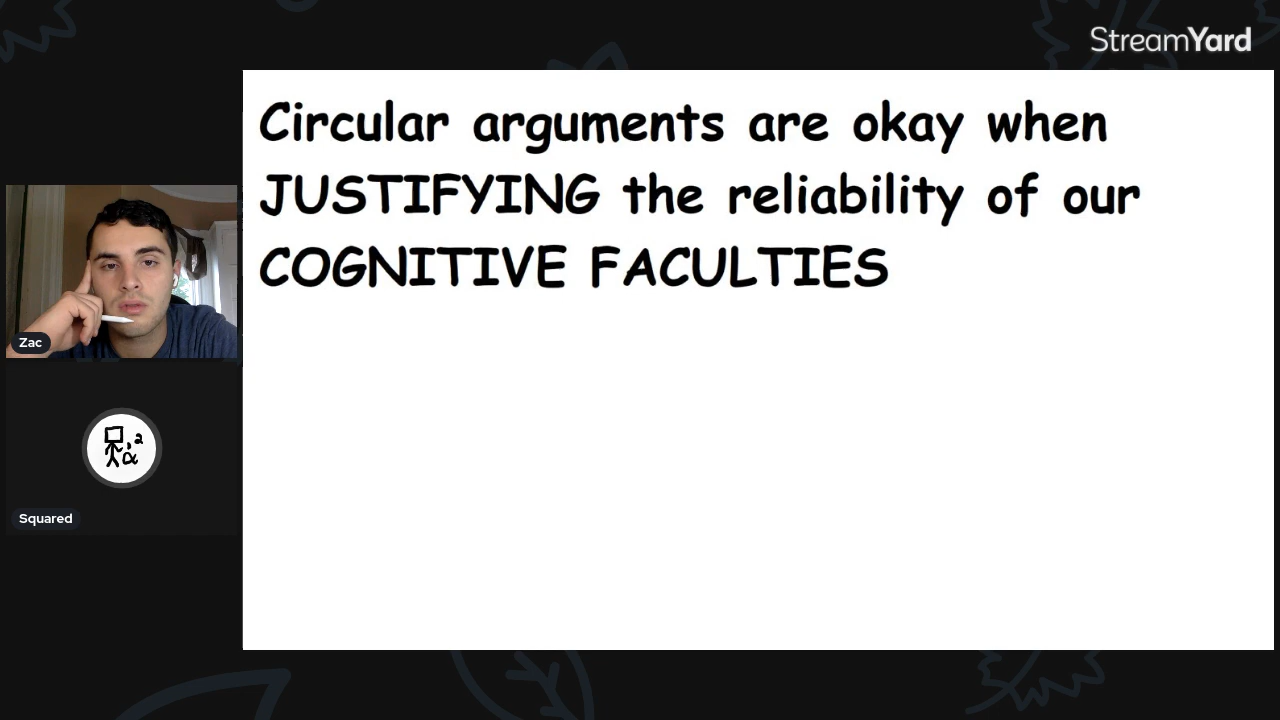 StreamYard
Circular arguments are okay when
JUSTIFYING the reliability of our
COGNITIVE FACULTIES
Zac
Squared